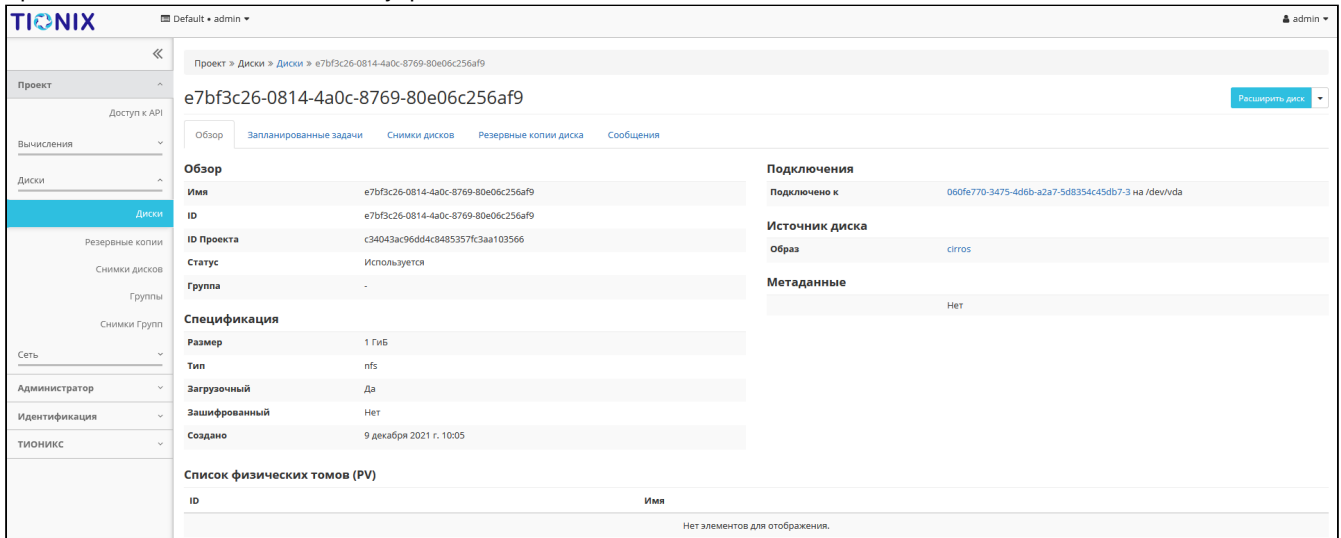 TIONIX
Default • admin
admin
Проект » Диски » Диски » e7bf3c26-0814-4a0c-8769-80e06c256af9
e7bf3c26-0814-4a0c-8769-80e06c256af9
Расширить диск
Проект
Доступ к API
Вычисления
Диски
Диски
Резервные копии
Снимки дисков
Группы
Снимки Групп
Сеть
Администратор
Идентификация
ТИОНИКС
Обзор Запланированные задачи Снимки дисков Резервные копии диска Сообщения
Обзор
Имя e7bf3c26-0814-4a0c-8769-80e06c256af9
ID e7bf3c26-0814-4a0c-8769-80e06c256af9
ID Проекта c34043ac96dd4c8485357fc3aa103566
Статус Используется
Группа -
Спецификация
Размер 1 ГиБ
Тип nfs
Загрузочный Да
Зашифрованный Нет
Создано 9 декабря 2021 г. 10:05
Подключения
Подключено к 060fe770-3475-4d6b-a2a7-5d8354c45db7-3 на /dev/vda
Источник диска
Образ cirros
Метаданные
Нет
Список физических томов (PV)
ID Имя
Нет элементов для отображения.